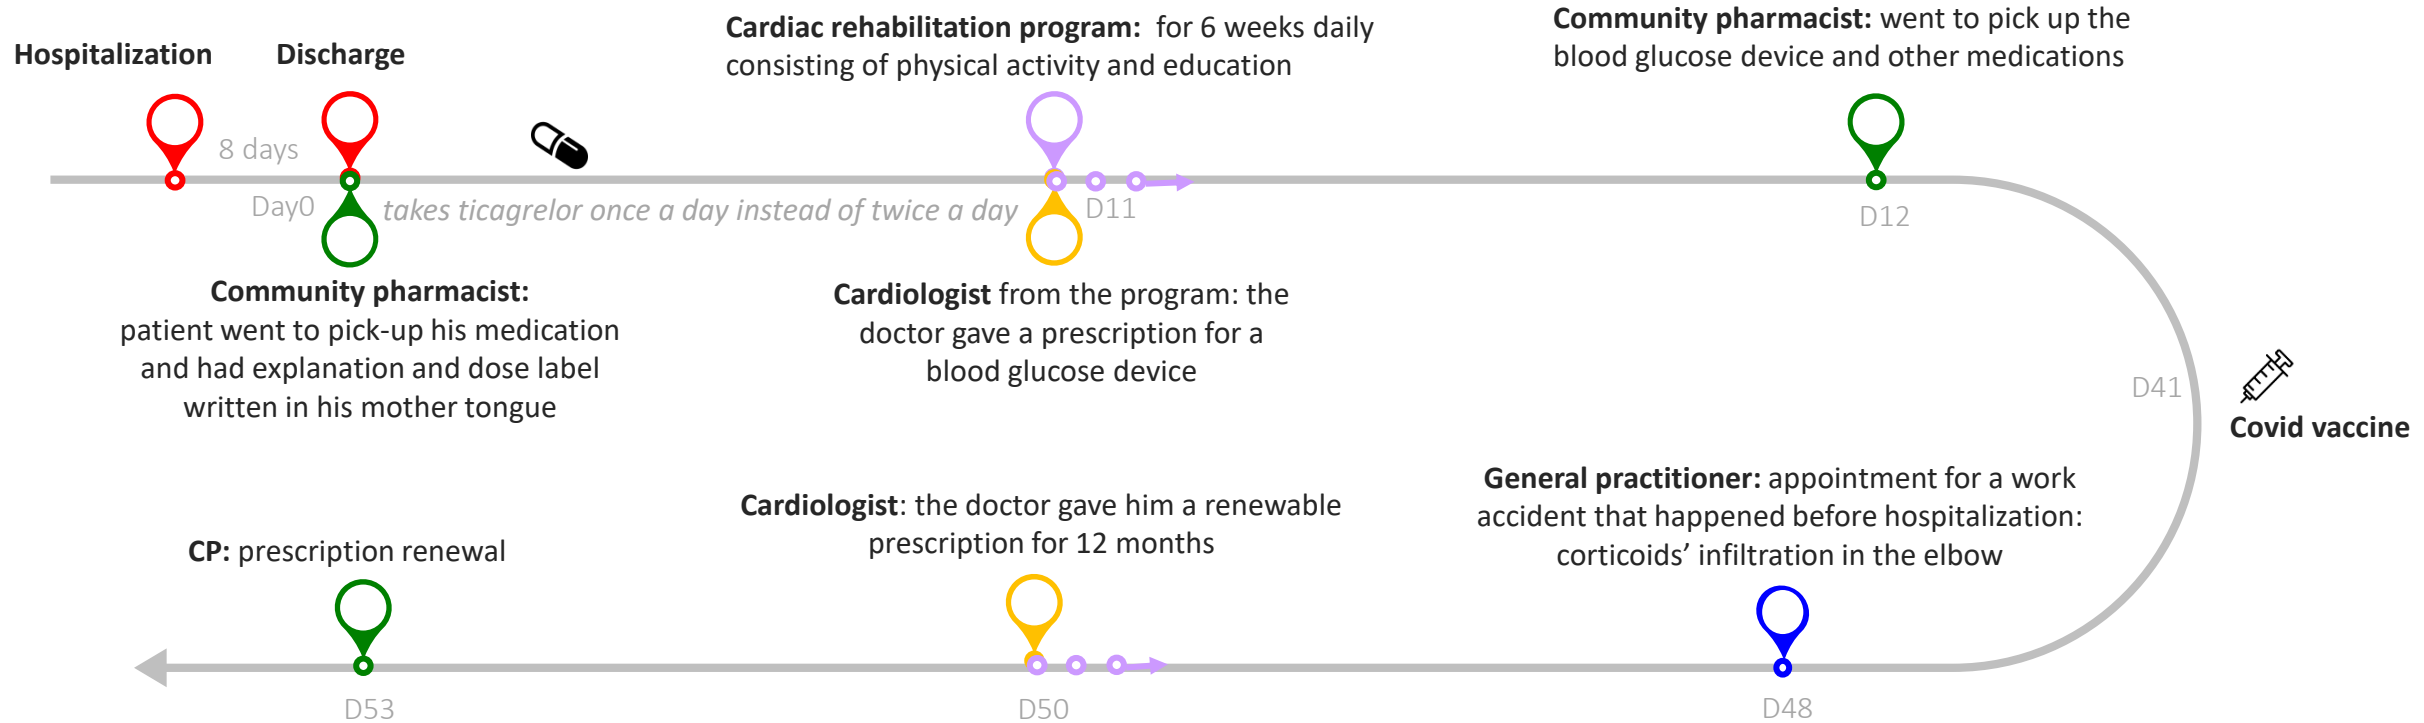 Hospitalization
Discharge
Cardiac rehabilitation program: for 6 weeks daily
consisting of physical activity and education
Community pharmacist: went to pick up the
blood glucose device and other medications
8 days
Day0
takes ticagrelor once a day instead of twice a day
D11
D12
Community pharmacist:
patient went to pick-up his medication
and had explanation and dose label
written in his mother tongue
Cardiologist from the program: the
doctor gave a prescription for a
blood glucose device
D41
Covid vaccine
General practitioner: appointment for a work
accident that happened before hospitalization:
corticoids’ infiltration in the elbow
Cardiologist: the doctor gave him a renewable
prescription for 12 months
CP: prescription renewal
D53
D50
D48